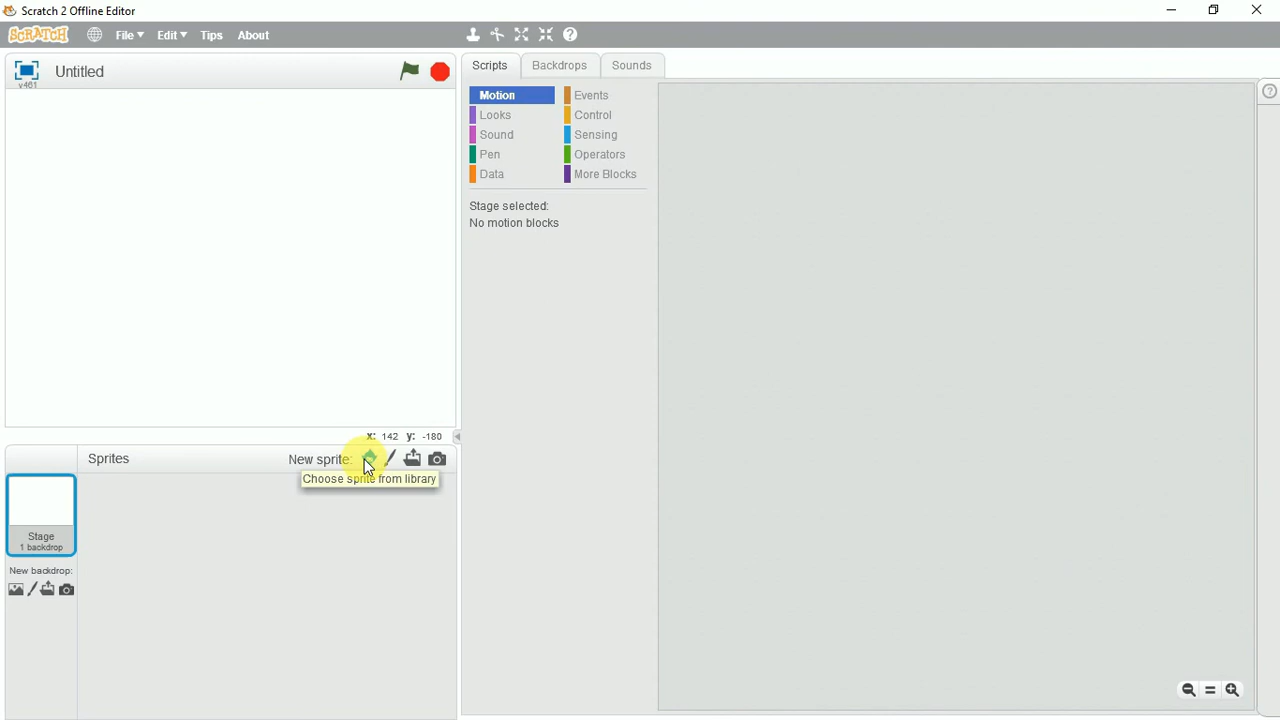 Scratch 2 Offline Editor
SCRATCH File Edit Tips About
v461 Untitled
Scripts Backdrops Sounds
Motion Events
Looks Control
Sound Sensing
Pen Operators
Data More Blocks
Stage selected:
No motion blocks
x: 142 y: -180
Sprites New sprite:
Choose sprite from library
Stage
1 backdrop
New backdrop: